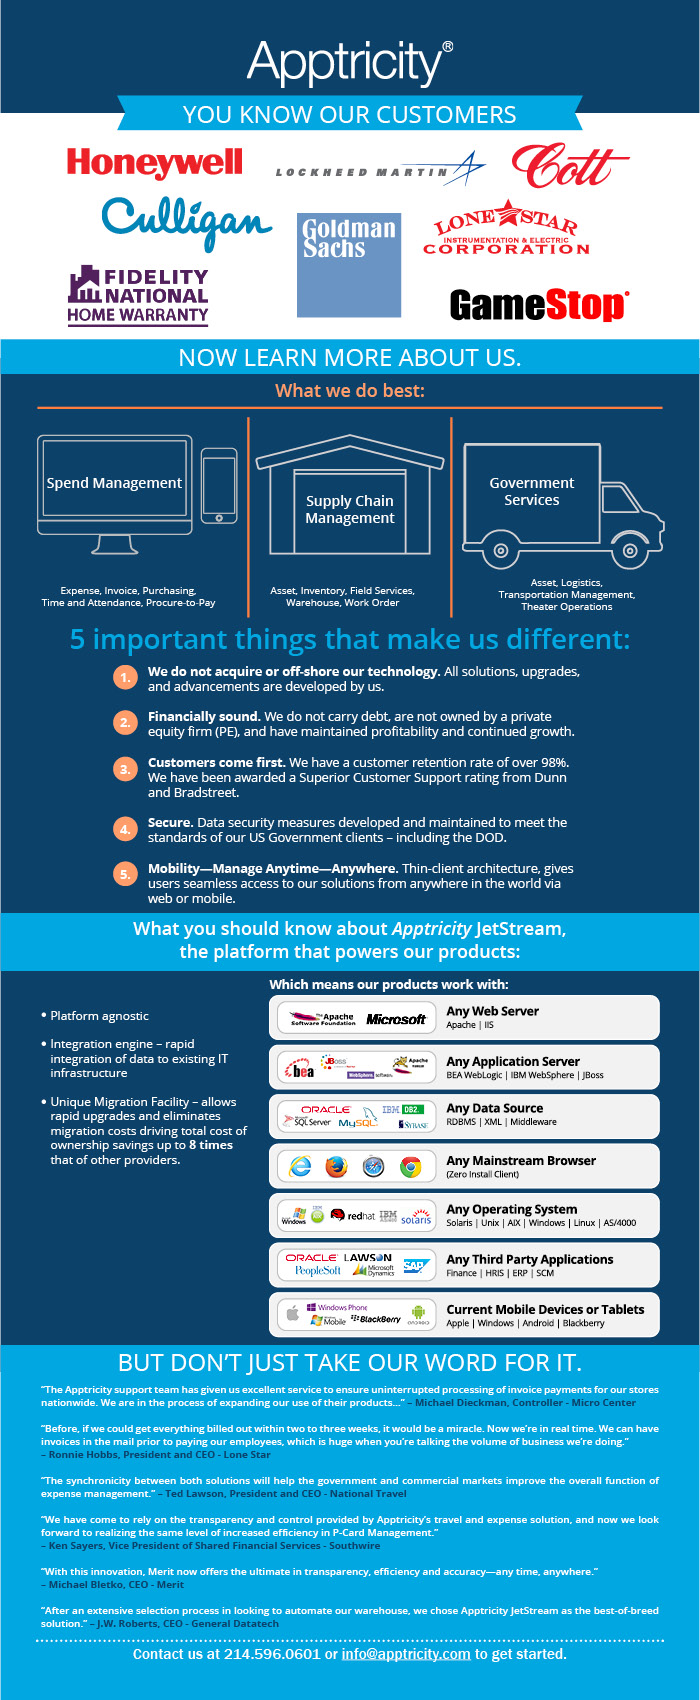 Apptricity®
YOU KNOW OUR CUSTOMERS
Honeywell
LOCKHEED MARTIN
Cott
Culligan
Goldman
Sachs
LONE STAR
INSTRUMENTATION & ELECTRIC
CORPORATION
FIDELITY
NATIONAL
HOME WARRANTY
GameStop
NOW LEARN MORE ABOUT US.
What we do best:
Spend Management
Supply Chain
Management
Government
Services
Expense, Invoice, Purchasing,
Time and Attendance, Procure-to-Pay
Asset, Inventory, Field Services,
Warehouse, Work Order
Asset, Logistics,
Transportation Management,
Theater Operations
5 important things that make us different:
1. We do not acquire or off-shore our technology. All solutions, upgrades,
and advancements are developed by us.
2. Financially sound. We do not carry debt, are not owned by a private
equity firm (PE), and have maintained profitability and continued growth.
3. Customers come first. We have a customer retention rate of over 98%.
We have been awarded a Superior Customer Support rating from Dunn
and Bradstreet.
4. Secure. Data security measures developed and maintained to meet the
standards of our US Government clients – including the DOD.
5. Mobility—Manage Anytime—Anywhere. Thin-client architecture, gives
users seamless access to our solutions from anywhere in the world via
web or mobile.
What you should know about Apptricity JetStream,
the platform that powers our products:
• Platform agnostic
• Integration engine – rapid
integration of data to existing IT
infrastructure
• Unique Migration Facility – allows
rapid upgrades and eliminates
migration costs driving total cost of
ownership savings up to 8 times
that of other providers.
Which means our products work with:
The Apache
Software Foundation
Microsoft
Any Web Server
Apache | IIS
bea
JBoss
WebSphere software
Apache
Any Application Server
BEA WebLogic | IBM WebSphere | JBoss
ORACLE
IBM DB2.
SQL Server
MySQL
SYBASE
Any Data Source
RDBMS | XML | Middleware
Any Mainstream Browser
(Zero Install Client)
Windows
redhat
IBM
solaris
Any Operating System
Solaris | Unix | AIX | Windows | Linux | AS/4000
ORACLE
LAWSON
PeopleSoft
Microsoft
Dynamics
SAP
Any Third Party Applications
Finance | HRIS | ERP | SCM
Windows Phone
Windows
Mobile
BlackBerry
ANDROID
Current Mobile Devices or Tablets
Apple | Windows | Android | Blackberry
BUT DON'T JUST TAKE OUR WORD FOR IT.
"The Apptricity support team has given us excellent service to ensure uninterrupted processing of invoice payments for our stores
nationwide. We are in the process of expanding our use of their products..." – Michael Dieckman, Controller - Micro Center
"Before, if we could get everything billed out within two to three weeks, it would be a miracle. Now we're in real time. We can have
invoices in the mail prior to paying our employees, which is huge when you're talking the volume of business we're doing."
– Ronnie Hobbs, President and CEO - Lone Star
"The synchronicity between both solutions will help the government and commercial markets improve the overall function of
expense management." – Ted Lawson, President and CEO - National Travel
"We have come to rely on the transparency and control provided by Apptricity's travel and expense solution, and now we look
forward to realizing the same level of increased efficiency in P-Card Management."
– Ken Sayers, Vice President of Shared Financial Services - Southwire
"With this innovation, Merit now offers the ultimate in transparency, efficiency and accuracy—any time, anywhere."
– Michael Bletko, CEO - Merit
"After an extensive selection process in looking to automate our warehouse, we chose Apptricity JetStream as the best-of-breed
solution." – J.W. Roberts, CEO - General Datatech
Contact us at 214.596.0601 or info@apptricity.com to get started.